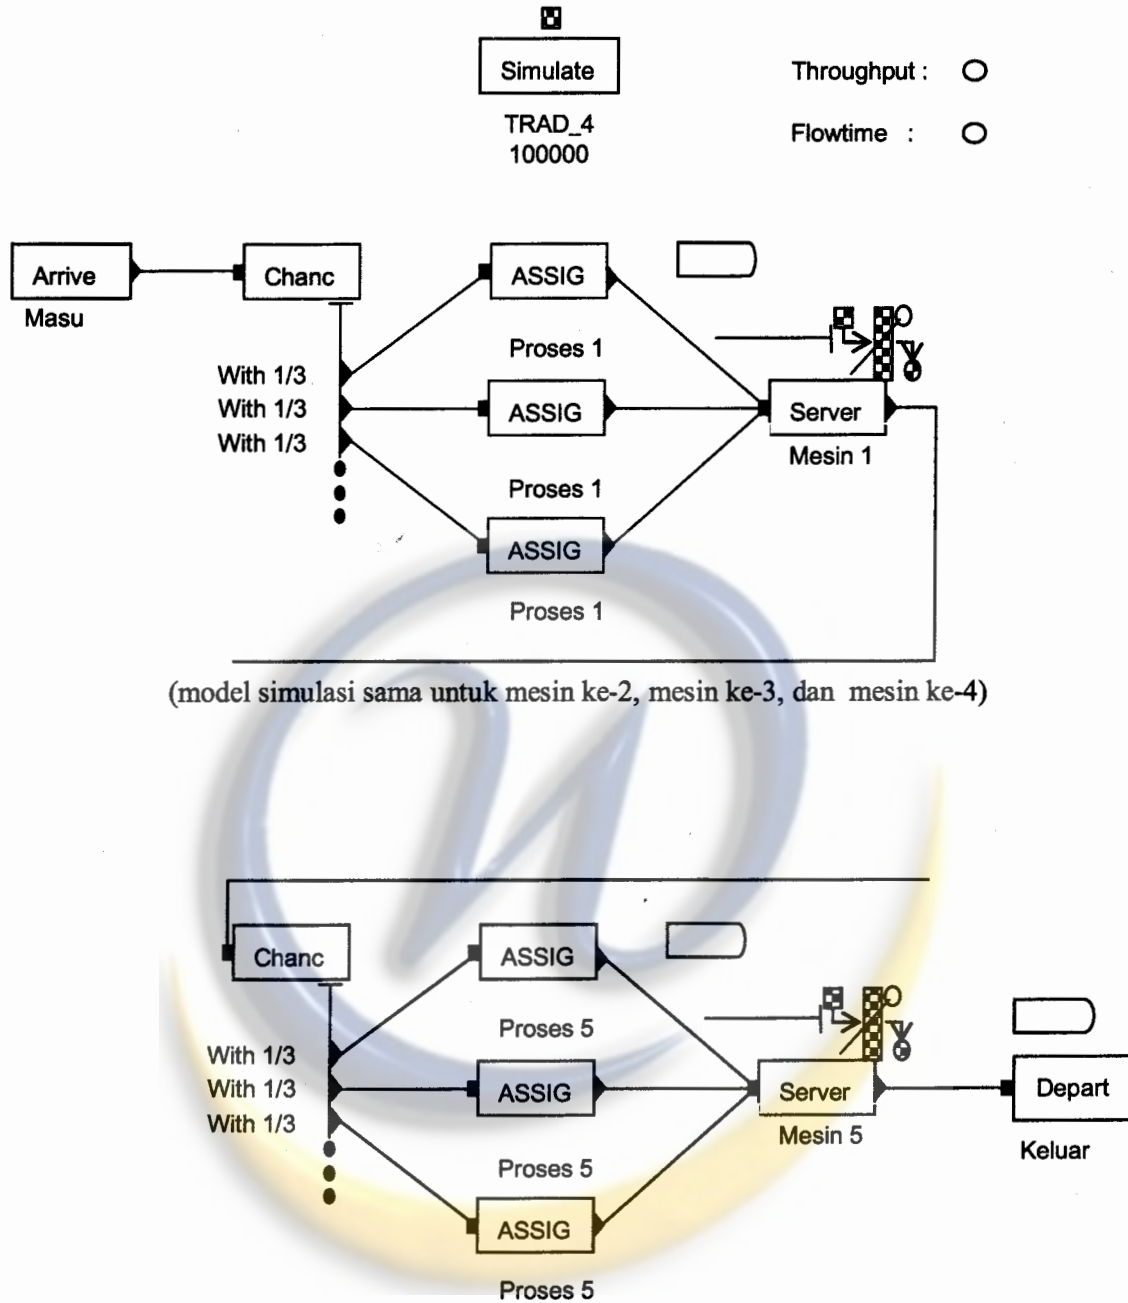 Simulate
TRAD_4
100000
Throughput :
Flowtime :
Arrive
Masu
Chanc
With 1/3
With 1/3
With 1/3
ASSIG
Proses 1
ASSIG
Proses 1
ASSIG
Proses 1
Server
Mesin 1
(model simulasi sama untuk mesin ke-2, mesin ke-3, dan mesin ke-4)
Chanc
With 1/3
With 1/3
With 1/3
ASSIG
Proses 5
ASSIG
Proses 5
ASSIG
Proses 5
Server
Mesin 5
Depart
Keluar